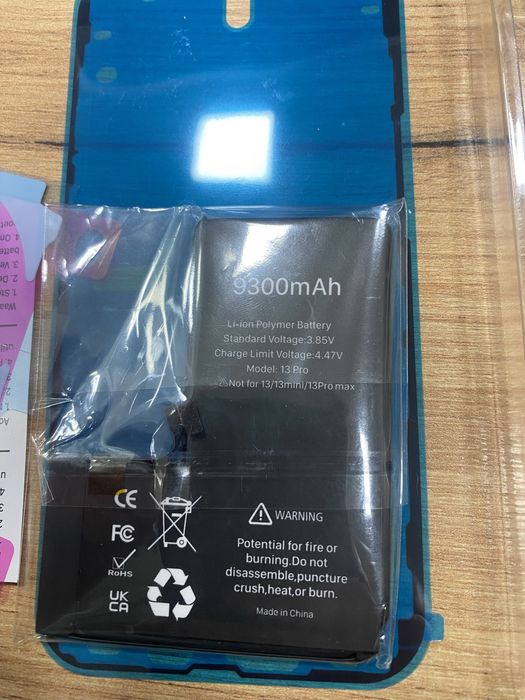 9300mAh
Li-ion Polymer Battery
Standard Voltage:3.85V
Charge Limit Voltage:4.47V
Model: 13 Pro
⚠Not for 13/13mini/13Pro max
CE
FC
RoHS
UK
CA
⚠ WARNING
Potential for fire or
burning.Do not
disassemble,puncture
crush,heat,or burn.
Made in China